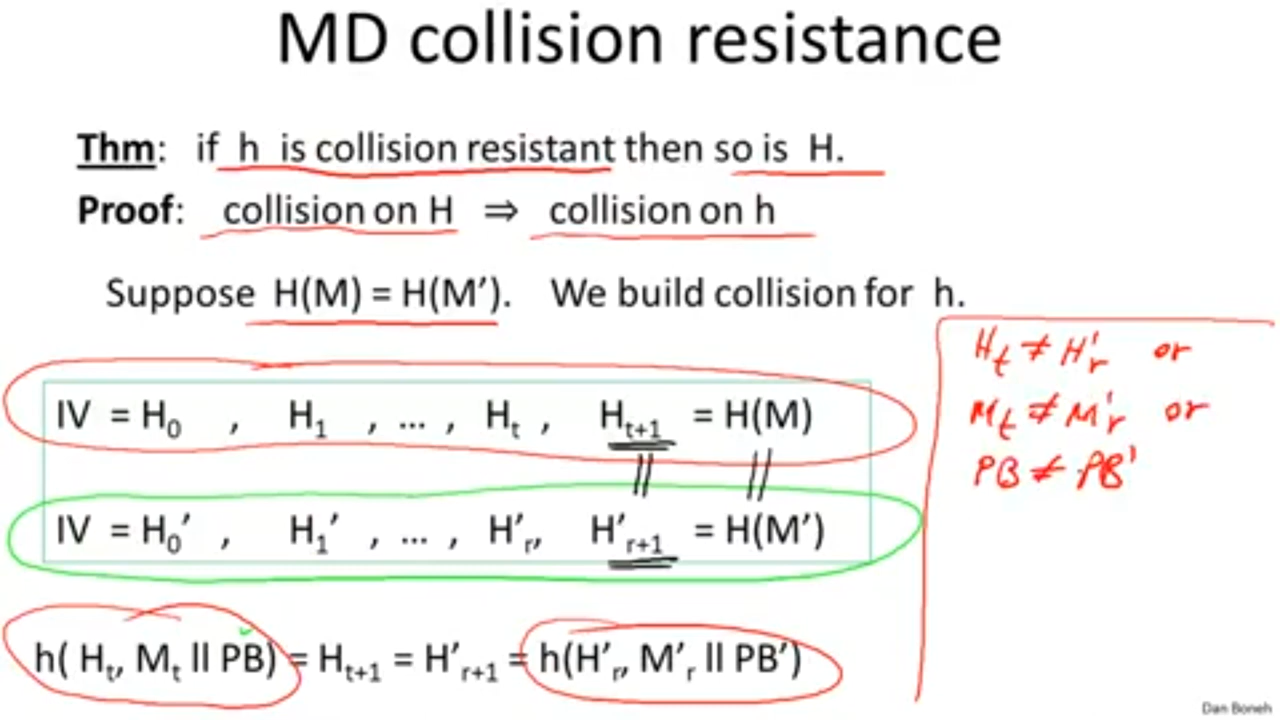 MD collision resistance
Thm: if h is collision resistant then so is H.
Proof: collision on H ⇒ collision on h
Suppose H(M) = H(M’). We build collision for h.
IV = H₀ , H₁ , … , Hₜ , Hₜ₊₁ = H(M)
IV = H₀’ , H₁’ , … , H’ᵣ, H’ᵣ₊₁ = H(M’)
h( Hₜ, Mₜ ǁ PB) = Hₜ₊₁ = H’ᵣ₊₁ = h(H’ᵣ, M’ᵣ ǁ PB’)
Hₜ ≠ H'ᵣ or
Mₜ ≠ M'ᵣ or
PB ≠ PB'
Dan Boneh